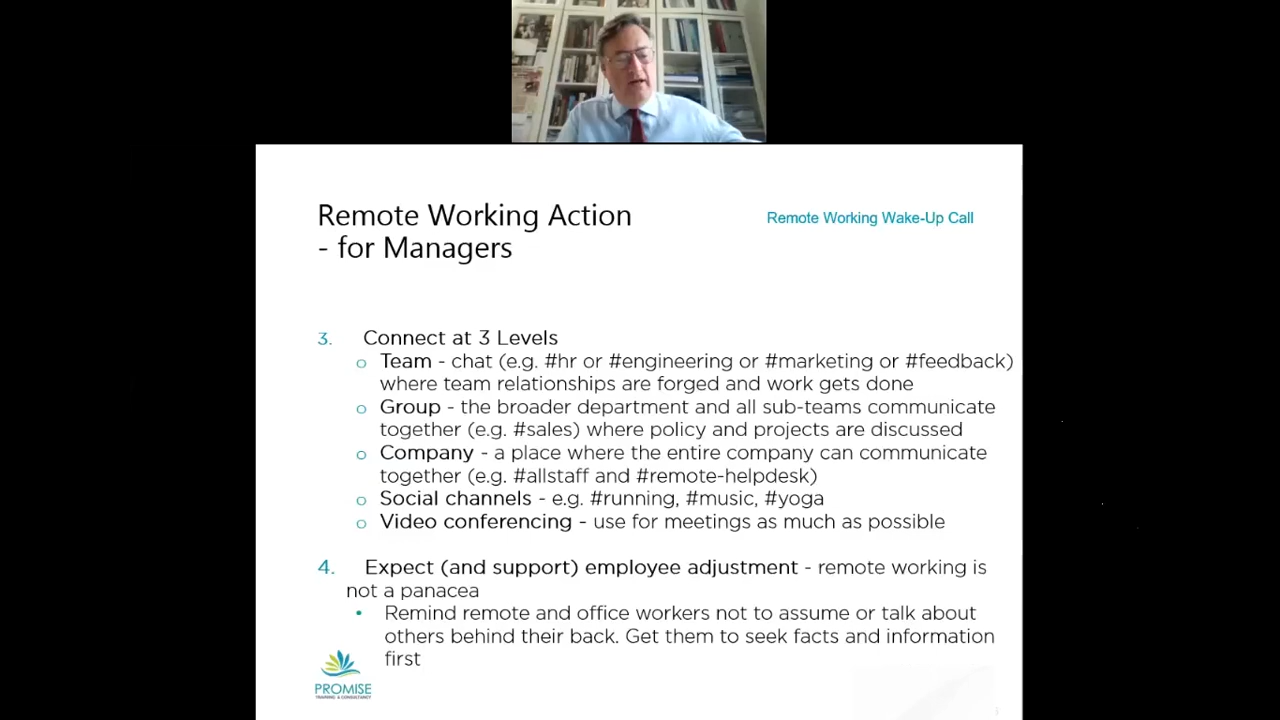 Remote Working Action
- for Managers
Remote Working Wake-Up Call
3. Connect at 3 Levels
o Team - chat (e.g. #hr or #engineering or #marketing or #feedback)
where team relationships are forged and work gets done
o Group - the broader department and all sub-teams communicate
together (e.g. #sales) where policy and projects are discussed
o Company - a place where the entire company can communicate
together (e.g. #allstaff and #remote-helpdesk)
o Social channels - e.g. #running, #music, #yoga
o Video conferencing - use for meetings as much as possible
4. Expect (and support) employee adjustment - remote working is
not a panacea
• Remind remote and office workers not to assume or talk about
others behind their back. Get them to seek facts and information
first
PROMISE
TRAINING & CONSULTANCY